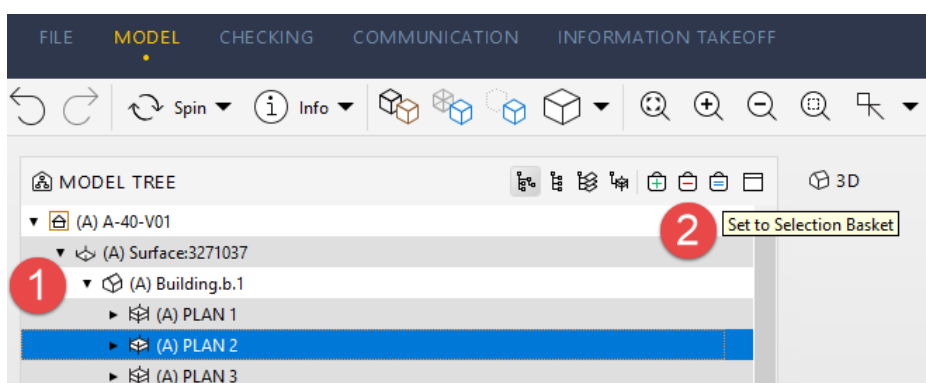 FILE MODEL CHECKING COMMUNICATION INFORMATION TAKEOFF
Spin Info
MODEL TREE 3D
(A) A-40-V01
2 Set to Selection Basket
(A) Surface:3271037
1 (A) Building.b.1
(A) PLAN 1
(A) PLAN 2
(A) PLAN 3